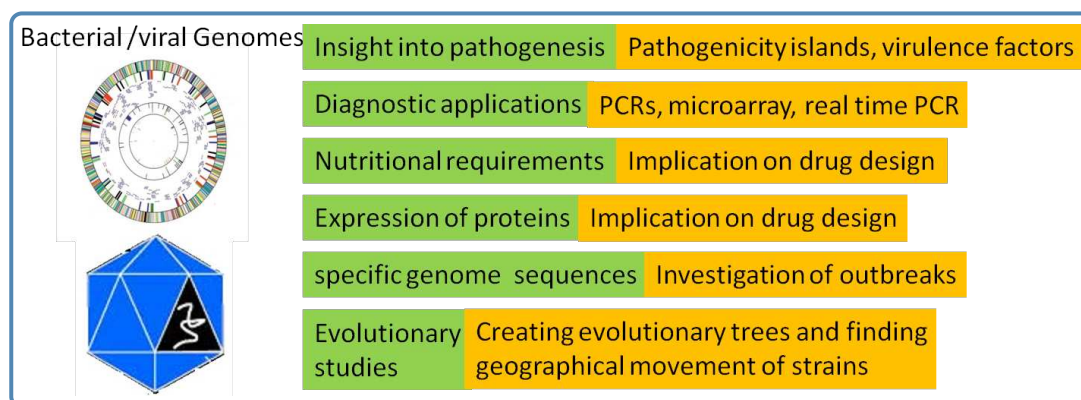 Bacterial /viral Genomes
Insight into pathogenesis Pathogenicity islands, virulence factors
Diagnostic applications PCRs, microarray, real time PCR
Nutritional requirements Implication on drug design
Expression of proteins Implication on drug design
specific genome sequences Investigation of outbreaks
Evolutionary studies
Creating evolutionary trees and finding
geographical movement of strains